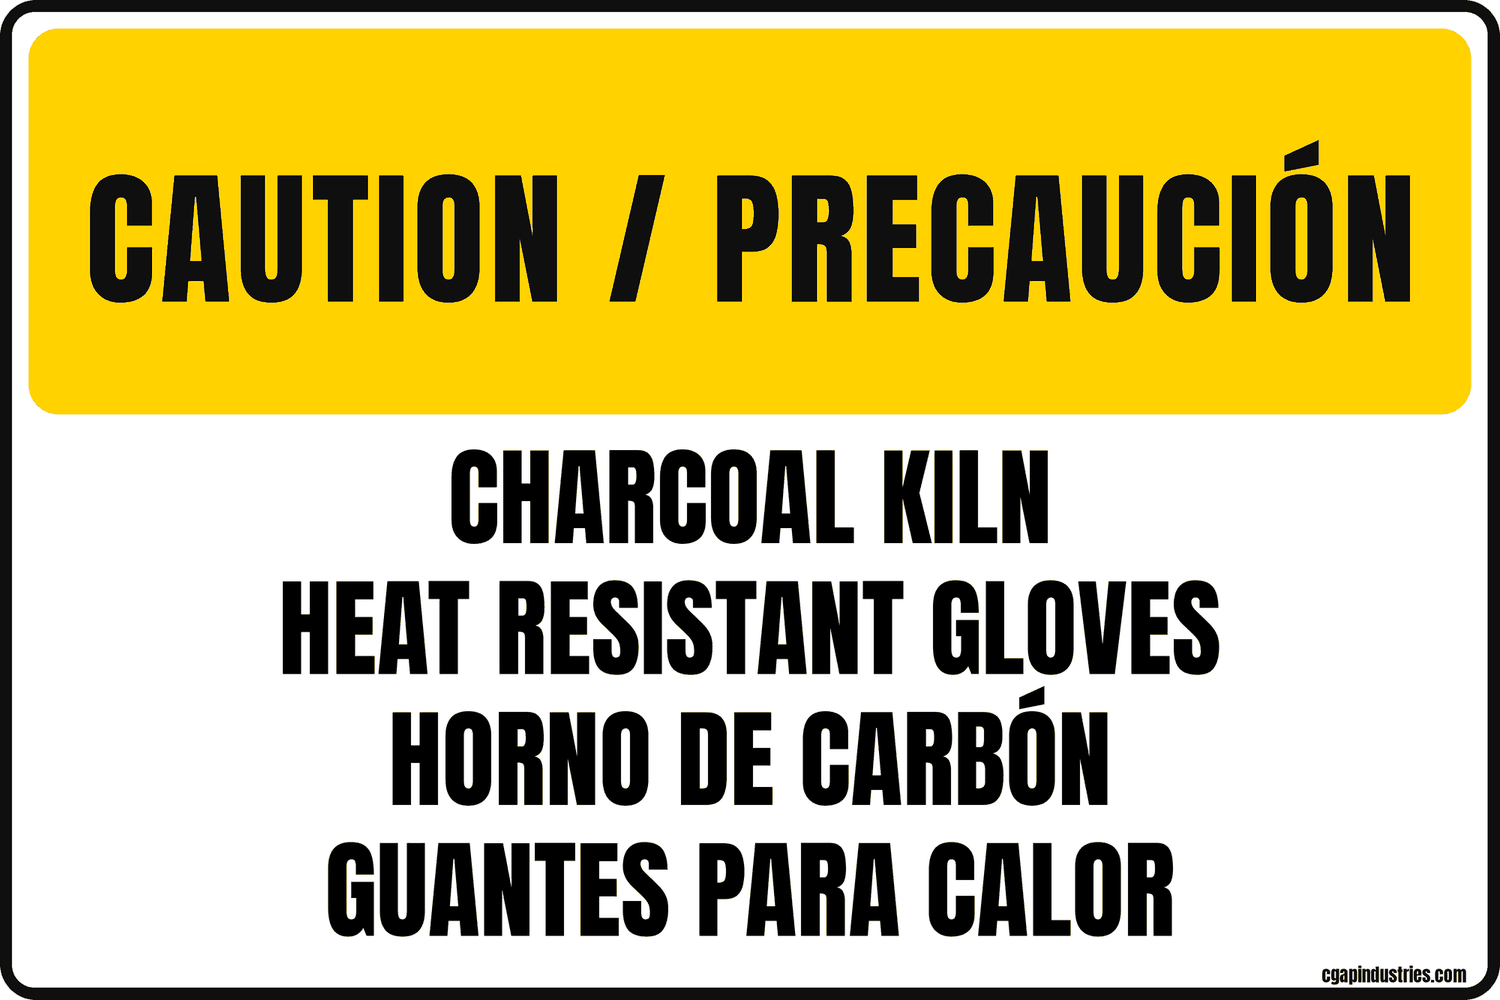 CAUTION / PRECAUCIÓN
CHARCOAL KILN
HEAT RESISTANT GLOVES
HORNO DE CARBÓN
GUANTES PARA CALOR
cgapindustries.com